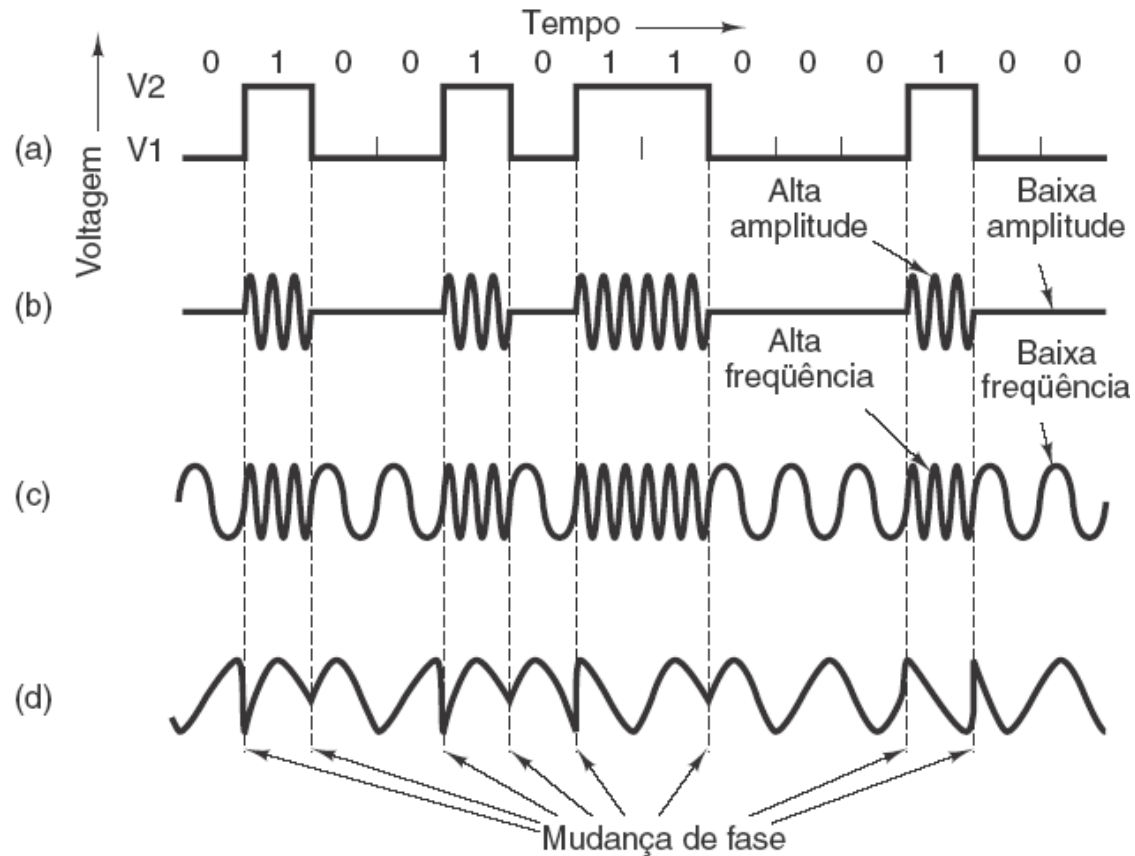 Tempo
0 1 0 0 1 0 1 1 0 0 0 1 0 0
V2
(a)
V1
Voltagem
Alta
amplitude
Baixa
amplitude
(b)
Alta
freqüência
Baixa
freqüência
(c)
(d)
Mudança de fase